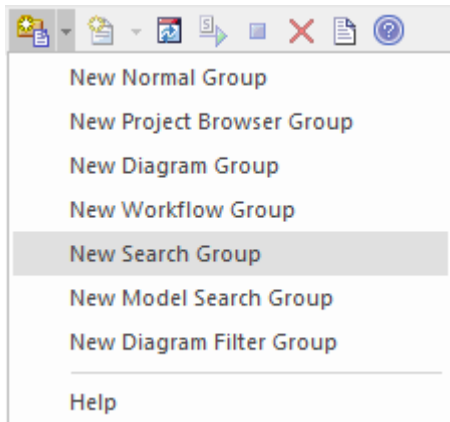 S
New Normal Group
New Project Browser Group
New Diagram Group
New Workflow Group
New Search Group
New Model Search Group
New Diagram Filter Group
Help